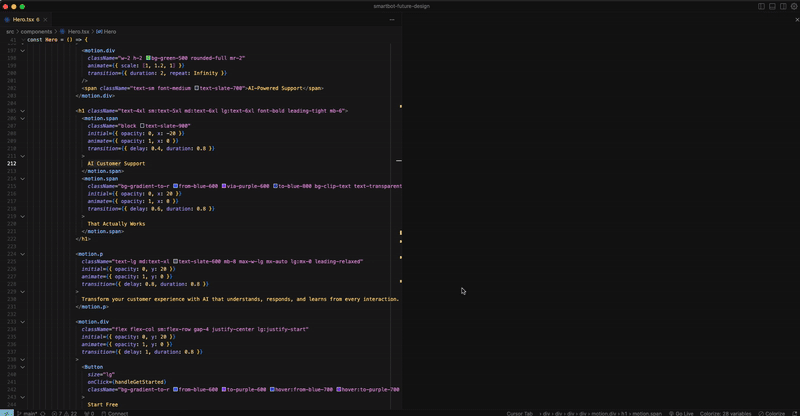 smartbot-future-design
Hero.tsx 6
src > components > Hero.tsx > Hero
const Hero = () => {
<motion.div
className="w-2 h-2 bg-green-500 rounded-full mr-2"
animate={{ scale: [1, 1.2, 1] }}
transition={{ duration: 2, repeat: Infinity }}
/>
<span className="text-sm font-medium text-slate-700">AI-Powered Support</span>
</motion.div>
<h1 className="text-4xl sm:text-5xl md:text-6xl lg:text-6xl font-bold leading-tight mb-6">
<motion.span
className="block text-slate-900"
initial={{ opacity: 0, x: -20 }}
animate={{ opacity: 1, x: 0 }}
transition={{ delay: 0.4, duration: 0.8 }}
>
212 AI Customer Support
</motion.span>
<motion.span
className="bg-gradient-to-r from-blue-600 via-purple-600 to-blue-800 bg-clip-text text-transparent
initial={{ opacity: 0, x: 20 }}
animate={{ opacity: 1, x: 0 }}
transition={{ delay: 0.6, duration: 0.8 }}
>
That Actually Works
</motion.span>
</h1>
<motion.p
className="text-lg md:text-xl text-slate-600 mb-8 max-w-lg mx-auto lg:mx-0 leading-relaxed"
initial={{ opacity: 0, y: 20 }}
animate={{ opacity: 1, y: 0 }}
transition={{ delay: 0.8, duration: 0.8 }}
>
Transform your customer experience with AI that understands, responds, and learns from every interaction.
</motion.p>
<motion.div
className="flex flex-col sm:flex-row gap-4 justify-center lg:justify-start"
initial={{ opacity: 0, y: 20 }}
animate={{ opacity: 1, y: 0 }}
transition={{ delay: 1, duration: 0.8 }}
>
<Button
size="lg"
onClick={handleGetStarted}
className="bg-gradient-to-r from-blue-600 to-purple-600 hover:from-blue-700 hover:to-purple-700
>
Start Free
main* 7 22 0 Connect Cursor Tab div > div > div > div > motion.div > h1 > motion.span Go Live Colorize: 28 variables Colorize